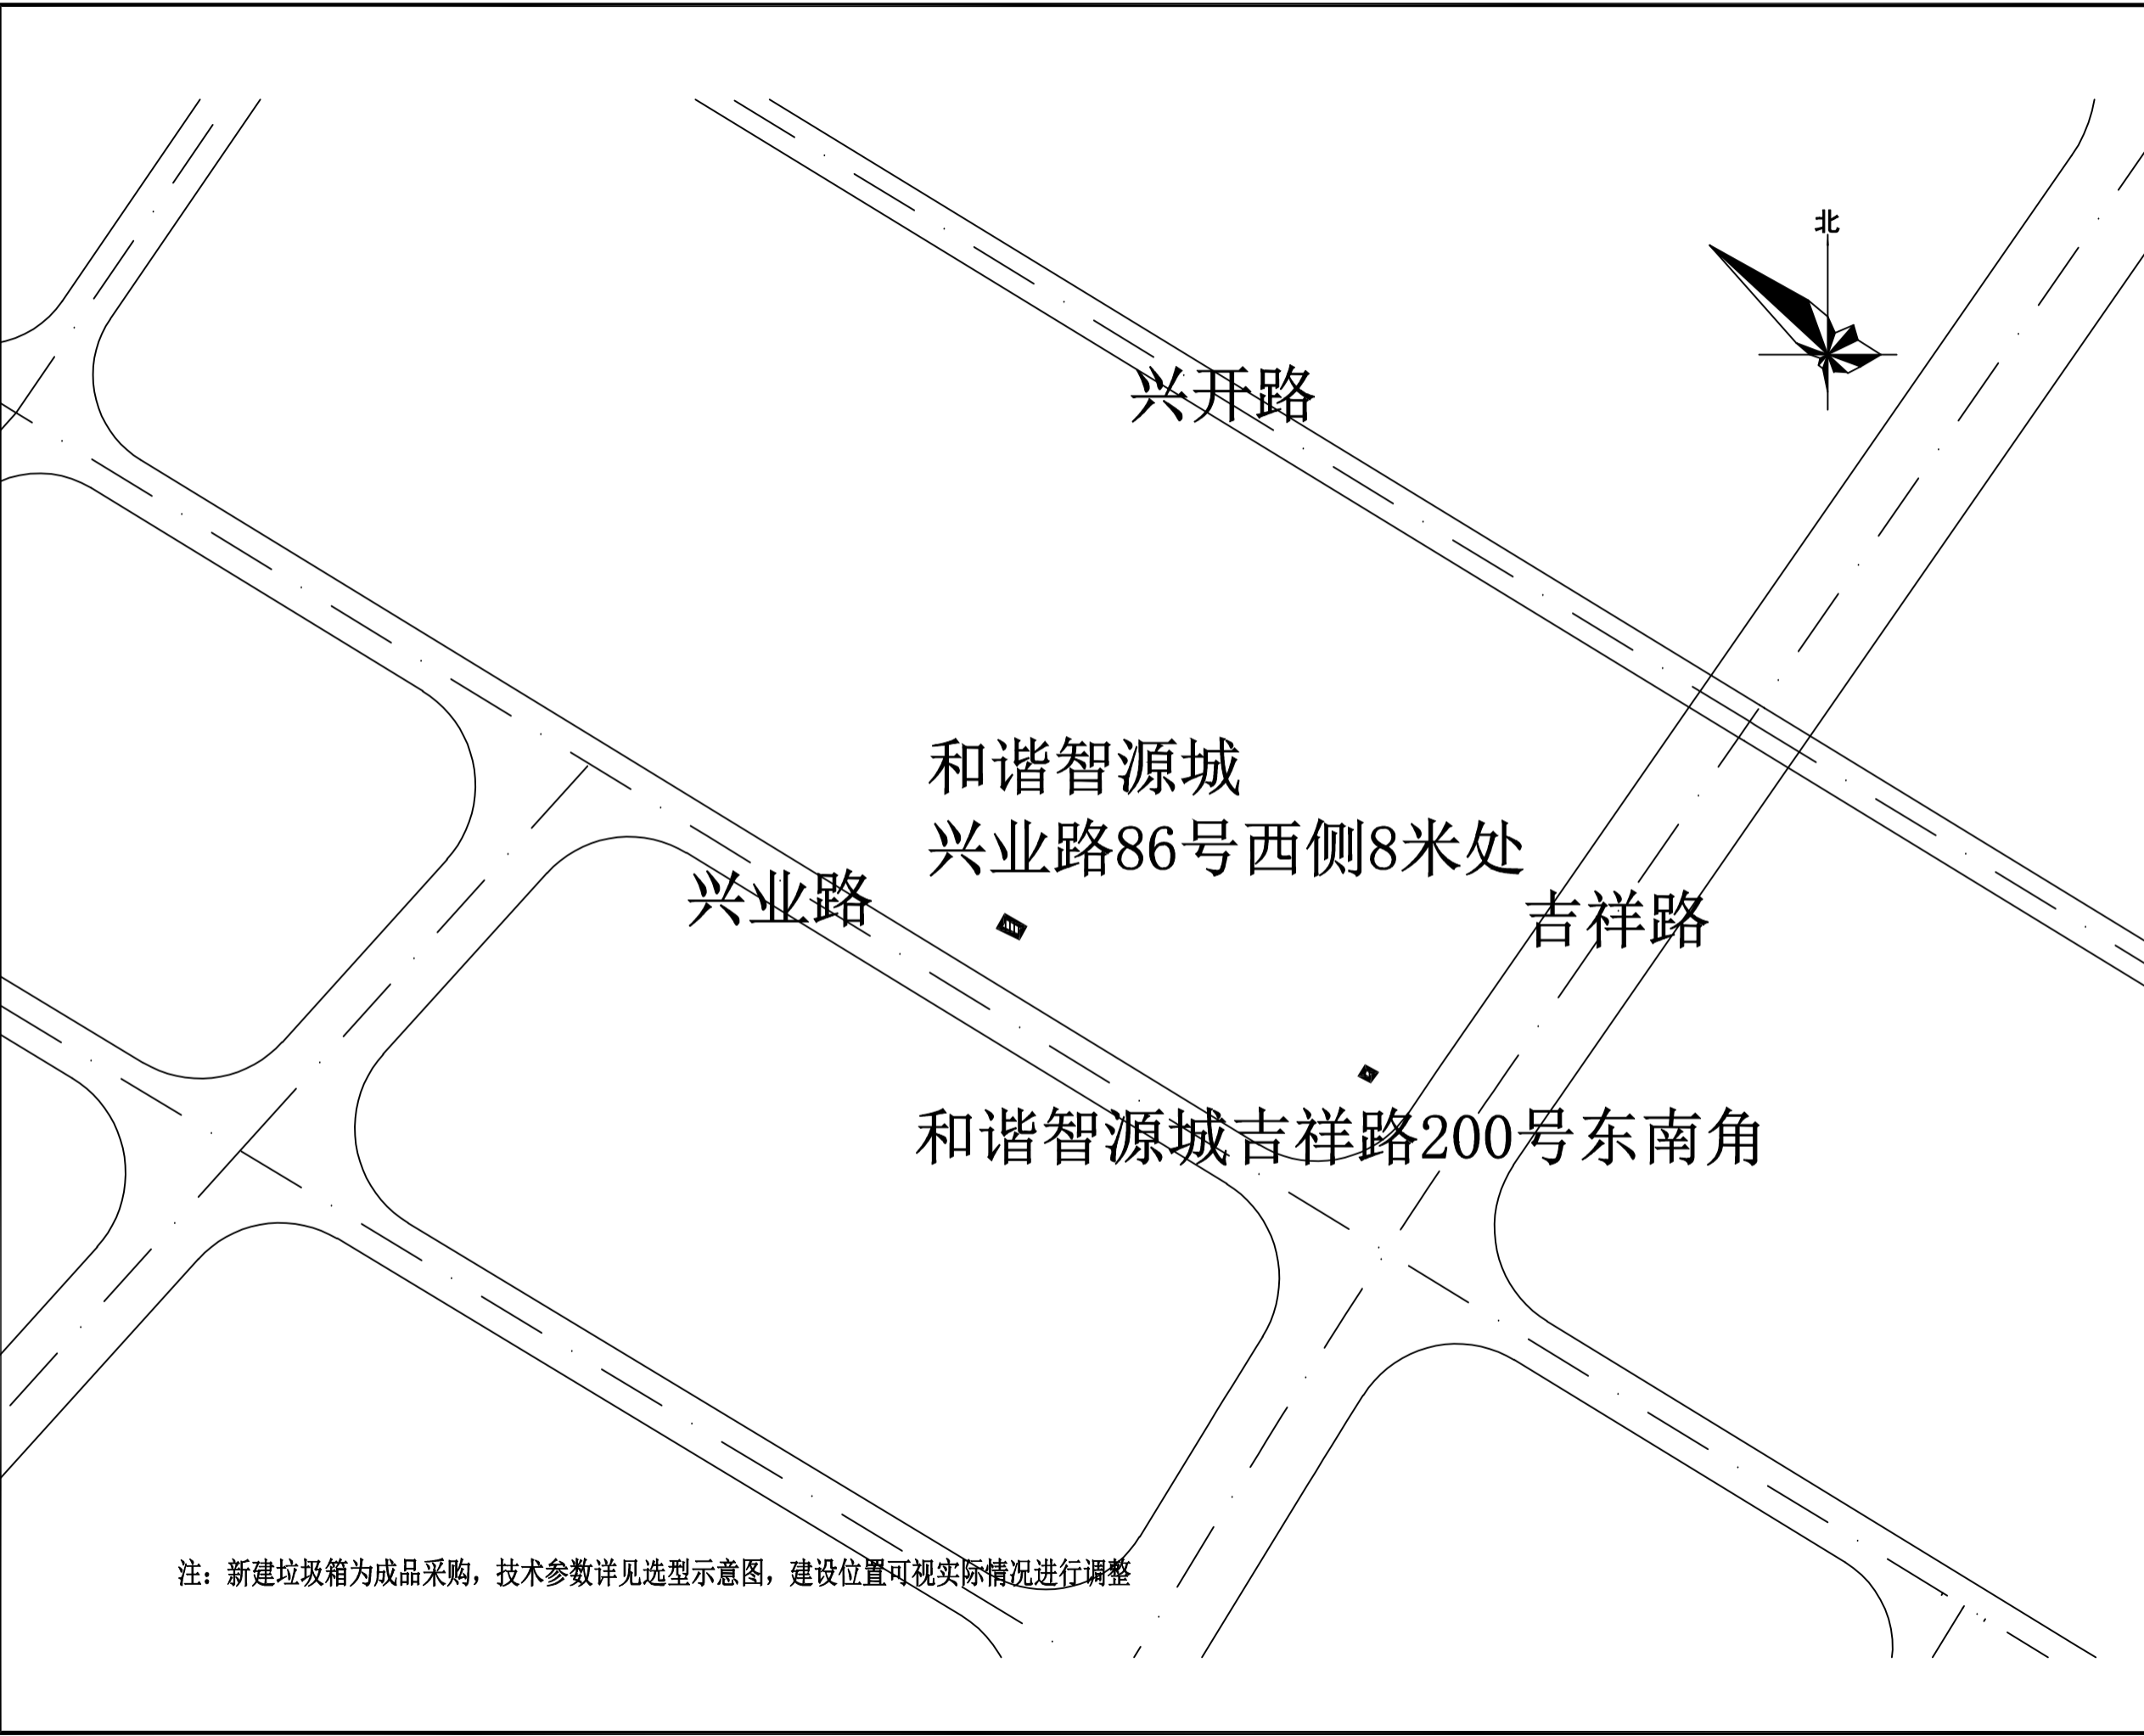 北
兴开路
和谐智源城
兴业路86号西侧8米处
兴业路
吉祥路
和谐智源城吉祥路200号东南角
注：新建垃圾箱为成品采购，技术参数详见选型示意图，建设位置可视实际情况进行调整